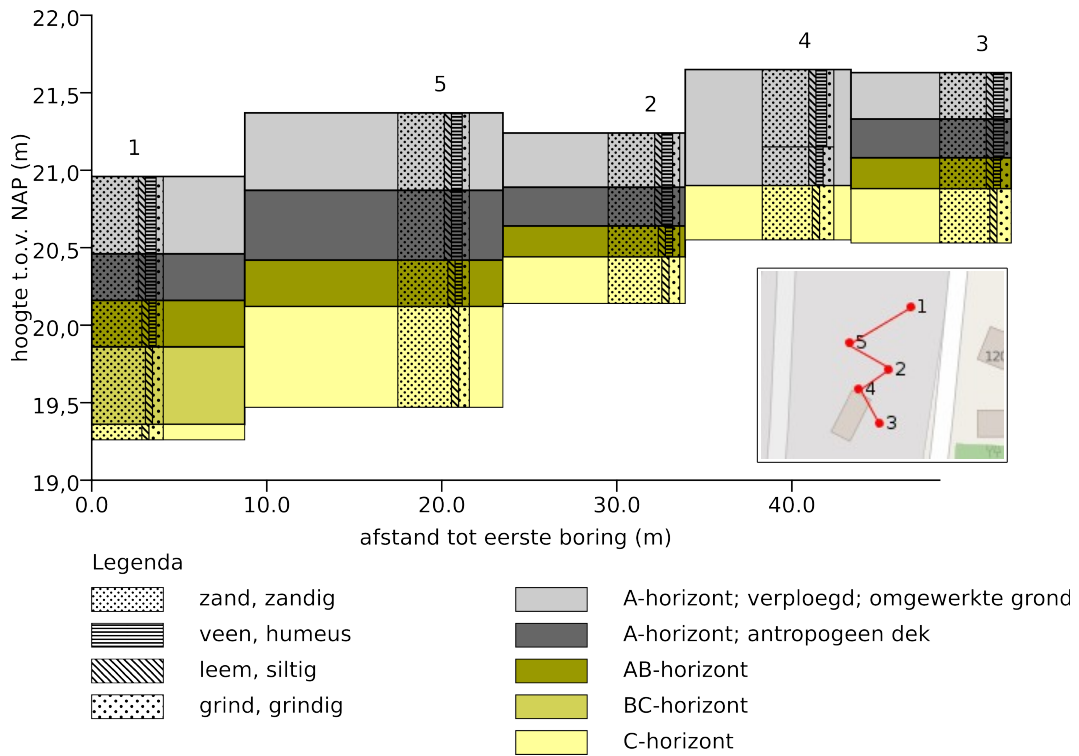 22,0
21,5
21,0
20,5
20,0
19,5
19,0
hoogte t.o.v. NAP (m)
1
5
2
4
3
0.0 10.0 20.0 30.0 40.0
afstand tot eerste boring (m)
1
5
2
4
3
120
Legenda
zand, zandig
veen, humeus
leem, siltig
grind, grindig
A-horizont; verploegd; omgewerkte grond
A-horizont; antropogeen dek
AB-horizont
BC-horizont
C-horizont